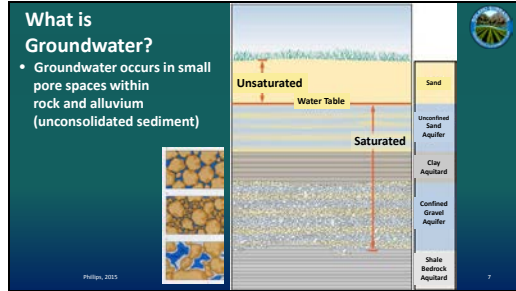 What is
Groundwater?
• Groundwater occurs in small
pore spaces within
rock and alluvium
(unconsolidated sediment)
Unsaturated
Water Table
Saturated
Sand
Unconfined
Sand
Aquifer
Clay
Aquitard
Confined
Gravel
Aquifer
Shale
Bedrock
Aquitard
Phillips, 2015
7